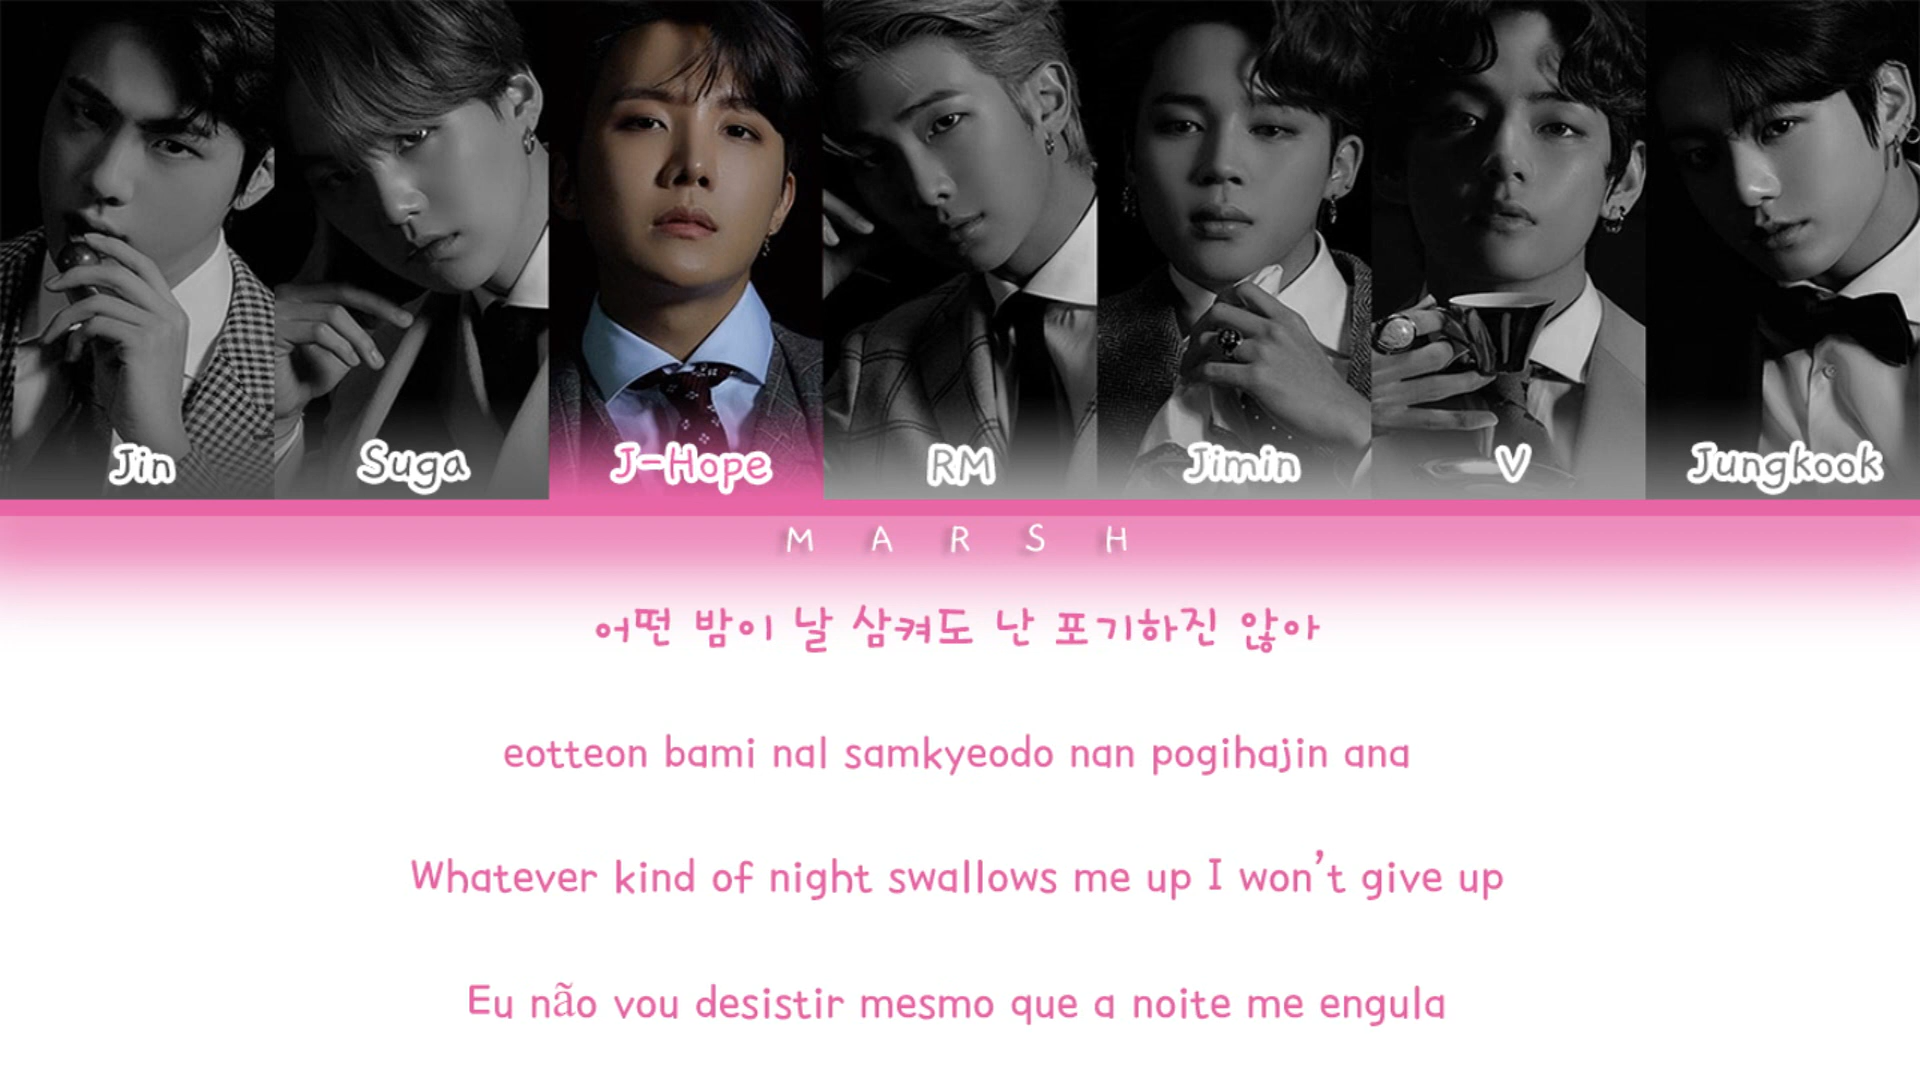 Jin Suga J-Hope RM Jimin V Jungkook
M A R S H
어떤 밤이 날 삼켜도 난 포기하진 않아
eotteon bami nal samkyeodo nan pogihajin ana
Whatever kind of night swallows me up I won't give up
Eu não vou desistir mesmo que a noite me engula